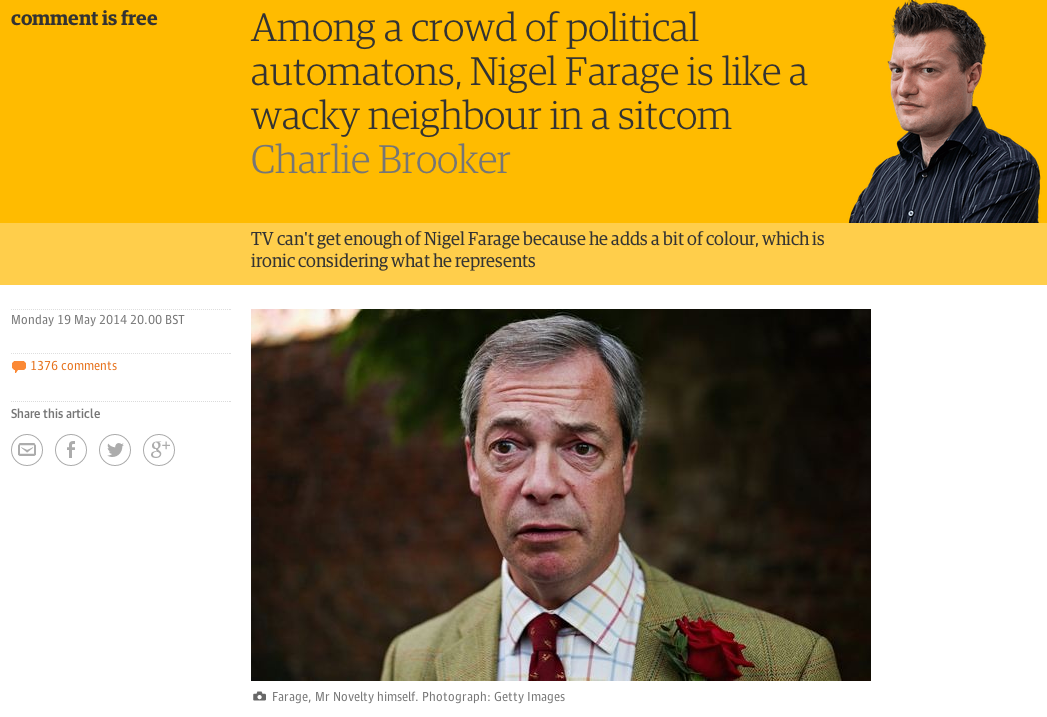 comment is free
Among a crowd of political
automatons, Nigel Farage is like a
wacky neighbour in a sitcom
Charlie Brooker
TV can't get enough of Nigel Farage because he adds a bit of colour, which is
ironic considering what he represents
Monday 19 May 2014 20.00 BST
1376 comments
Share this article
f
g+
Farage, Mr Novelty himself. Photograph: Getty Images